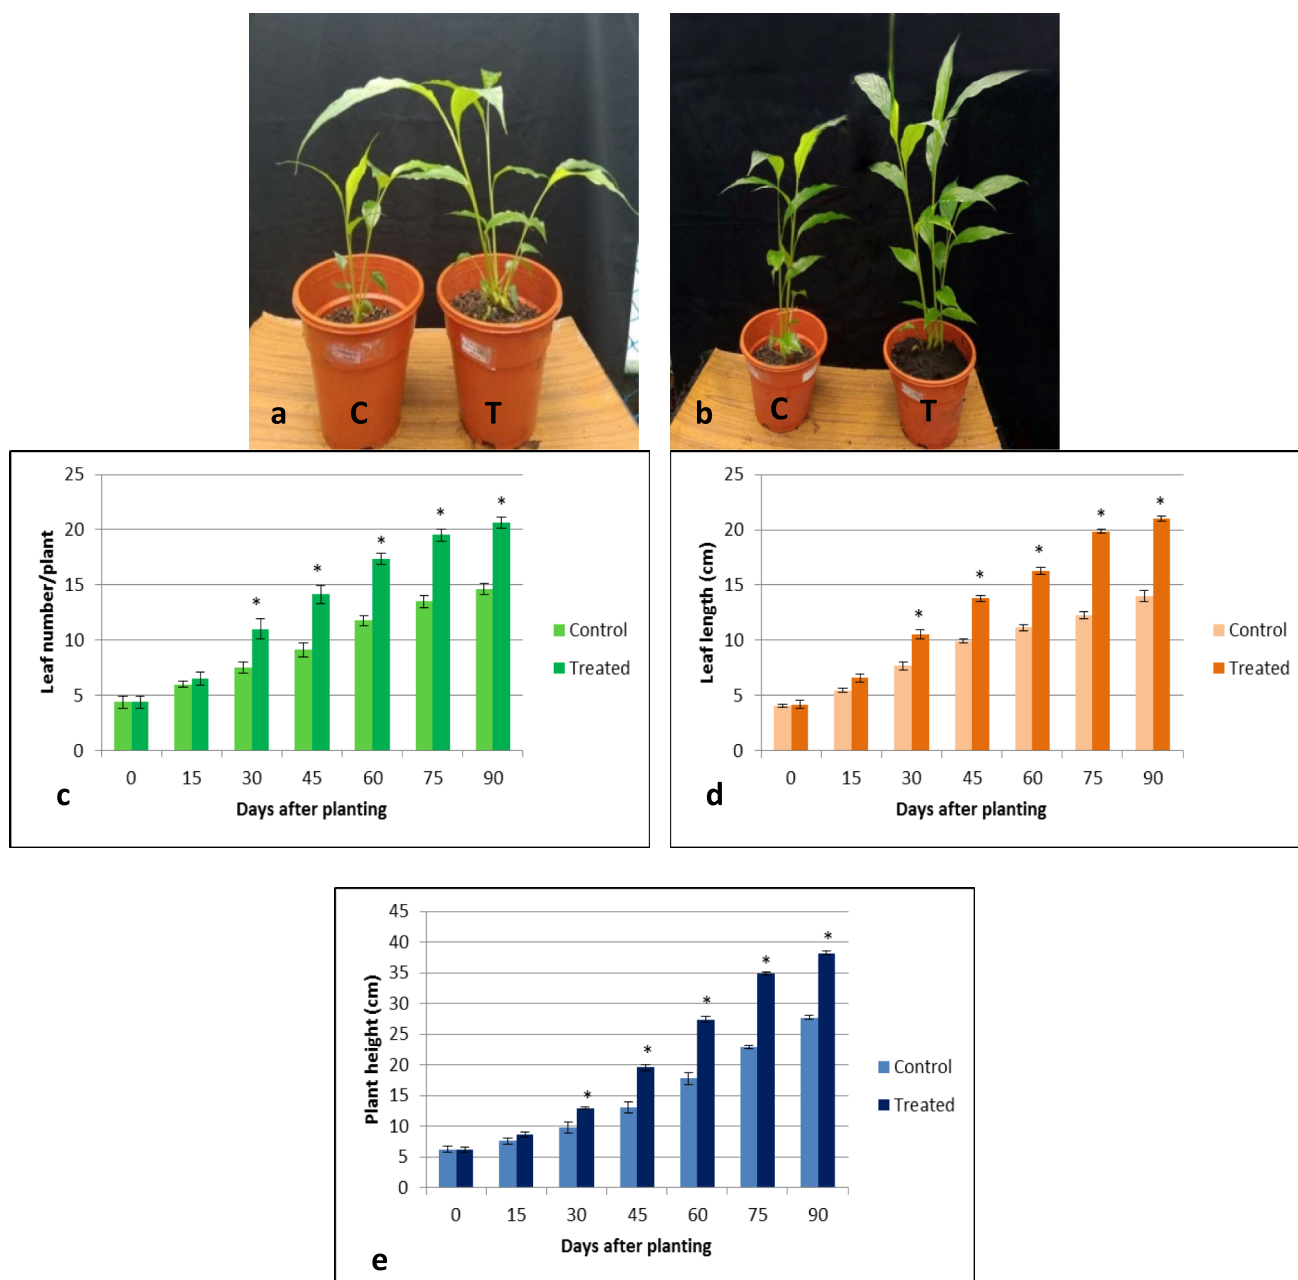 a C T
b C T
25
20
15
10
5
0
Leaf number/plant
* * * * *
Control
Treated
0 15 30 45 60 75 90
Days after planting
c
25
20
15
10
5
0
Leaf length (cm)
* * * * *
Control
Treated
0 15 30 45 60 75 90
Days after planting
d
45
40
35
30
25
20
15
10
5
0
Plant height (cm)
* * * * *
Control
Treated
0 15 30 45 60 75 90
Days after planting
e